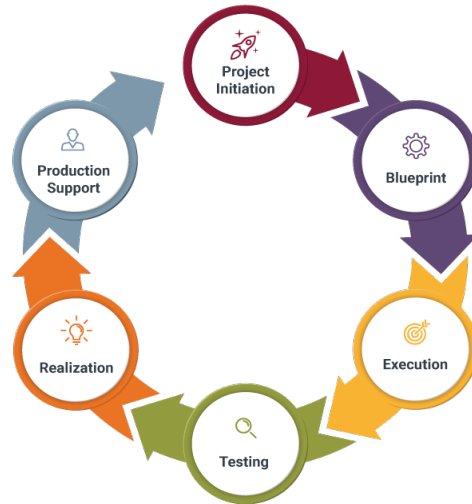 Project
Initiation
Blueprint
Execution
Testing
Realization
Production
Support